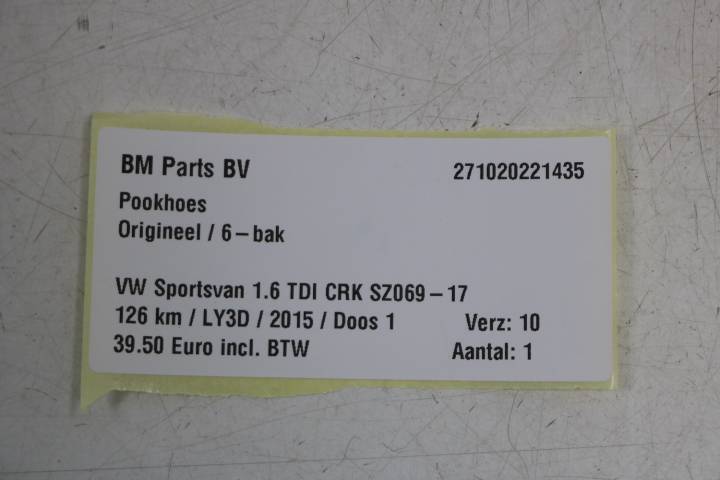 BM Parts BV 271020221435
Pookhoes
Origineel / 6-bak
VW Sportsvan 1.6 TDI CRK SZ069-17
126 km / LY3D / 2015 / Doos 1 Verz: 10
39.50 Euro incl. BTW Aantal: 1